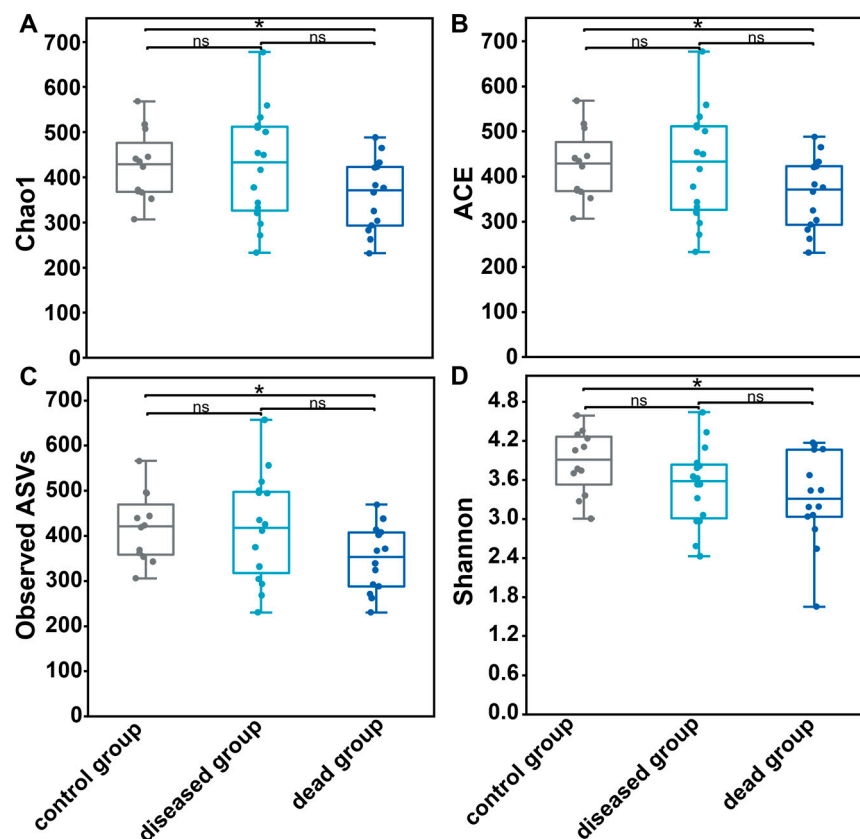 A
*
ns
ns
700
600
500
400
300
200
100
0
Chao1
B
*
ns
ns
700
600
500
400
300
200
100
0
ACE
C
*
ns
ns
700
600
500
400
300
200
100
0
Observed ASVs
D
*
ns
ns
4.8
4.2
3.6
3.0
2.4
1.8
1.2
0.6
0.0
Shannon
control group
diseased group
dead group
control group
diseased group
dead group